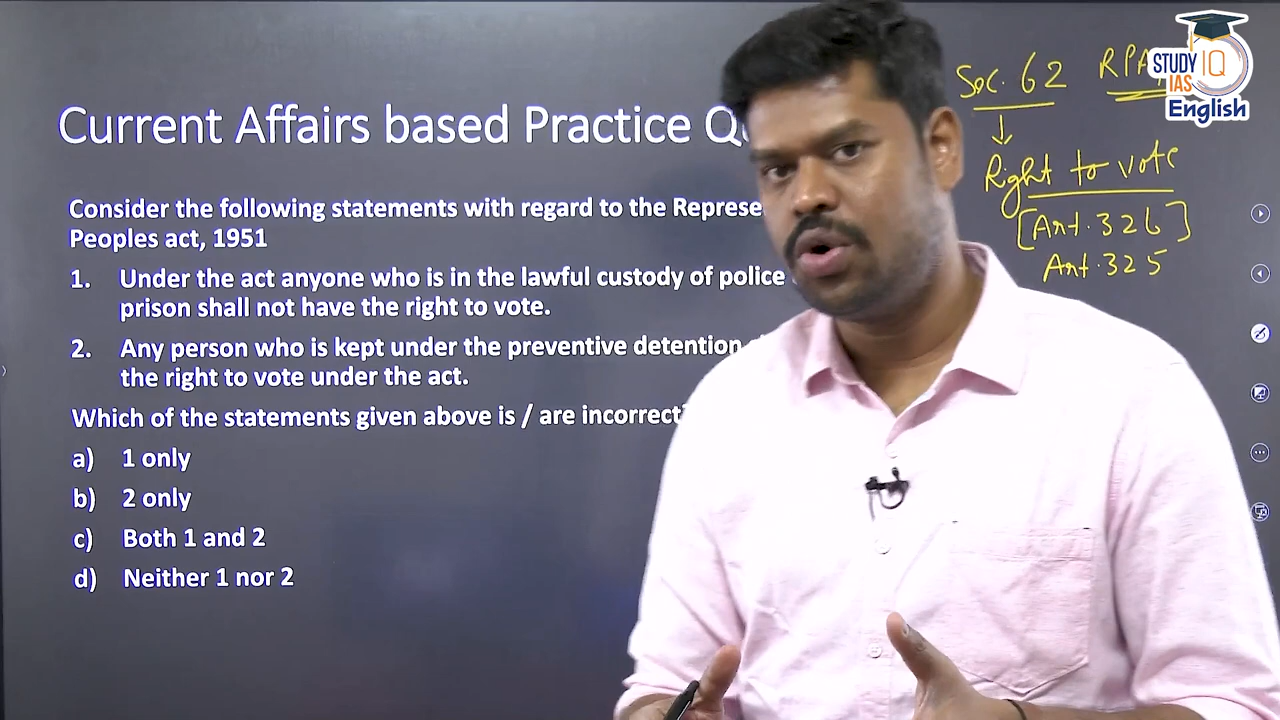 Current Affairs based Practice
Consider the following statements with regard to the
Peoples act, 1951
1. Under the act anyone who is in the lawful custody of police
prison shall not have the right to vote.
2. Any person who is kept under the preventive detention
the right to vote under the act.
Which of the statements given above is / are
a) 1 only
b) 2 only
c) Both 1 and 2
d) Neither 1 nor 2
Sec. 62
Right to vote
[Art. 326]
Art. 325
STUDY IQ
IAS
English